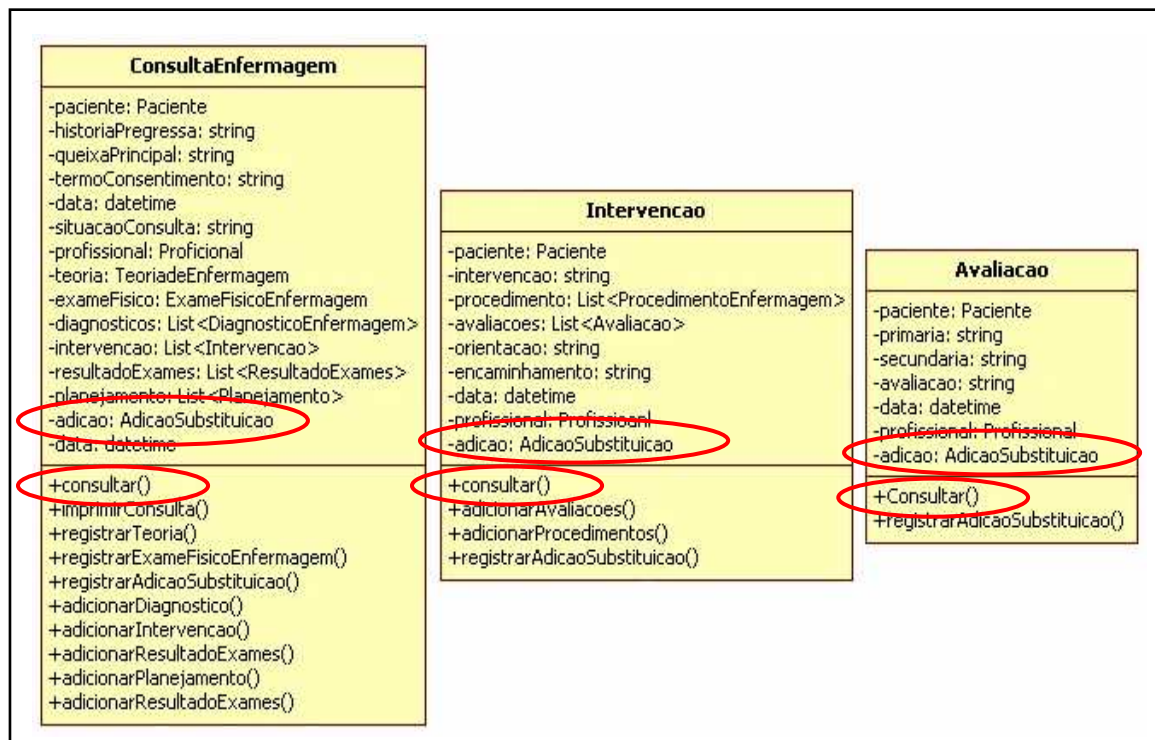 ConsultaEnfermagem
-paciente: Paciente
-historiaPregressa: string
-queixaPrincipal: string
-termoConsentimento: string
-data: datetime
-situacaoConsulta: string
-profissional: Proficional
-teoria: TeoriadeEnfermagem
-exameFisico: ExameFisicoEnfermagem
-diagnosticos: List<DiagnosticoEnfermagem>
-intervencao: List<Intervencao>
-resultadoExames: List<ResultadoExames>
-planejamento: List<Planejamento>
-adicao: AdicaoSubstituicao
-data: datetime
+consultar()
+imprimirConsulta()
+registrarTeoria()
+registrarExameFisicoEnfermagem()
+registrarAdicaoSubstituicao()
+adicionarDiagnostico()
+adicionarIntervencao()
+adicionarResultadoExames()
+adicionarPlanejamento()
+adicionarResultadoExames()
Intervencao
-paciente: Paciente
-intervencao: string
-procedimento: List<ProcedimentoEnfermagem>
-avaliacoes: List<Avaliacao>
-orientacao: string
-encaminhamento: string
-data: datetime
-profissional: Profissioanl
-adicao: AdicaoSubstituicao
+consultar()
+adicionarAvaliacoes()
+adicionarProcedimentos()
+registrarAdicaoSubstituicao()
Avaliacao
-paciente: Paciente
-primaria: string
-secundaria: string
-avaliacao: string
-data: datetime
-profissional: Profissional
-adicao: AdicaoSubstituicao
+Consultar()
+registrarAdicaoSubstituicao()